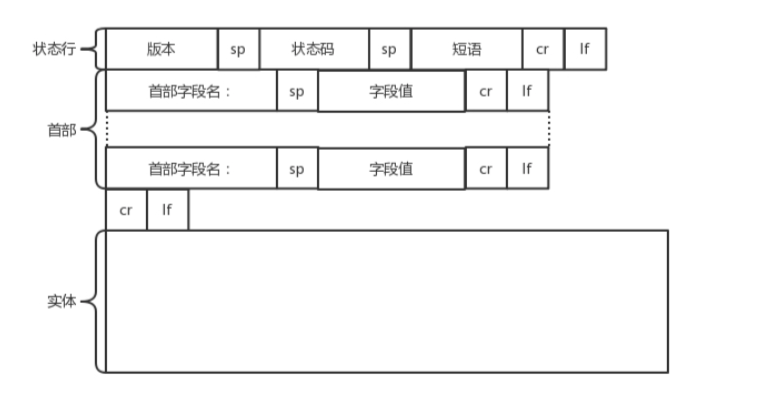 状态行 版本 sp 状态码 sp 短语 cr lf
首部字段名： sp 字段值 cr lf
首部
首部字段名： sp 字段值 cr lf
cr lf
实体